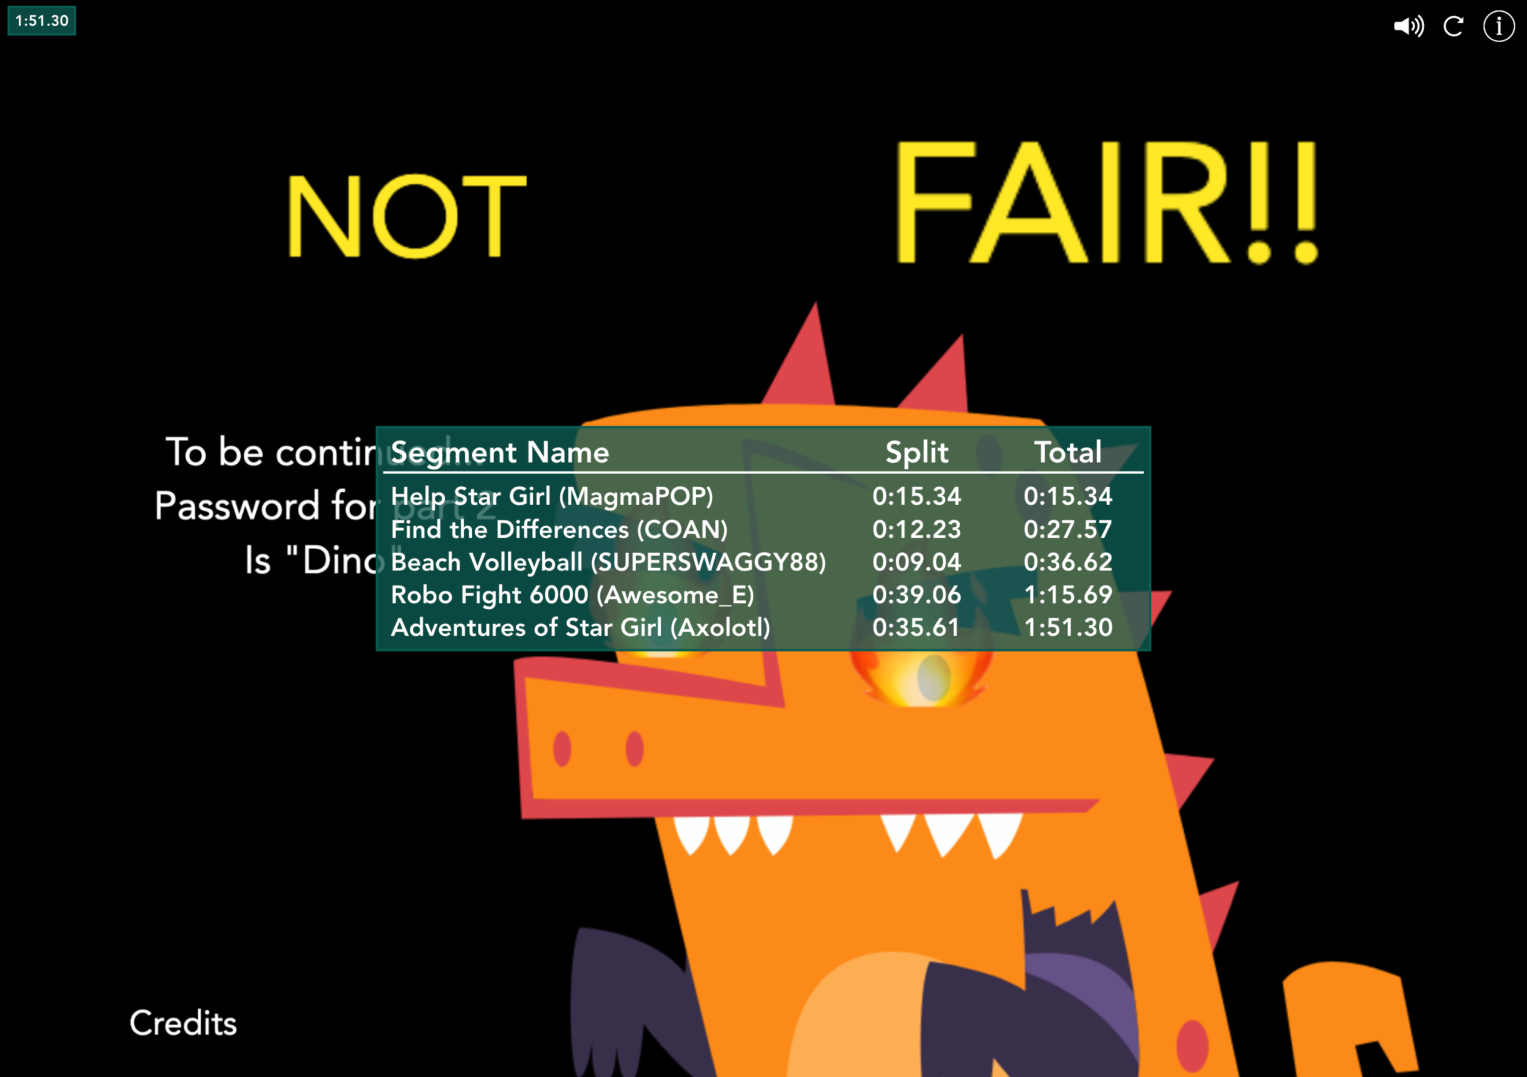 1:51.30
NOT FAIR!!
To be continued...
Password for part 2
Is "Dino"
Segment Name Split Total
Help Star Girl (MagmaPOP) 0:15.34 0:15.34
Find the Differences (COAN) 0:12.23 0:27.57
Beach Volleyball (SUPERSWAGGY88) 0:09.04 0:36.62
Robo Fight 6000 (Awesome_E) 0:39.06 1:15.69
Adventures of Star Girl (Axolotl) 0:35.61 1:51.30
Credits